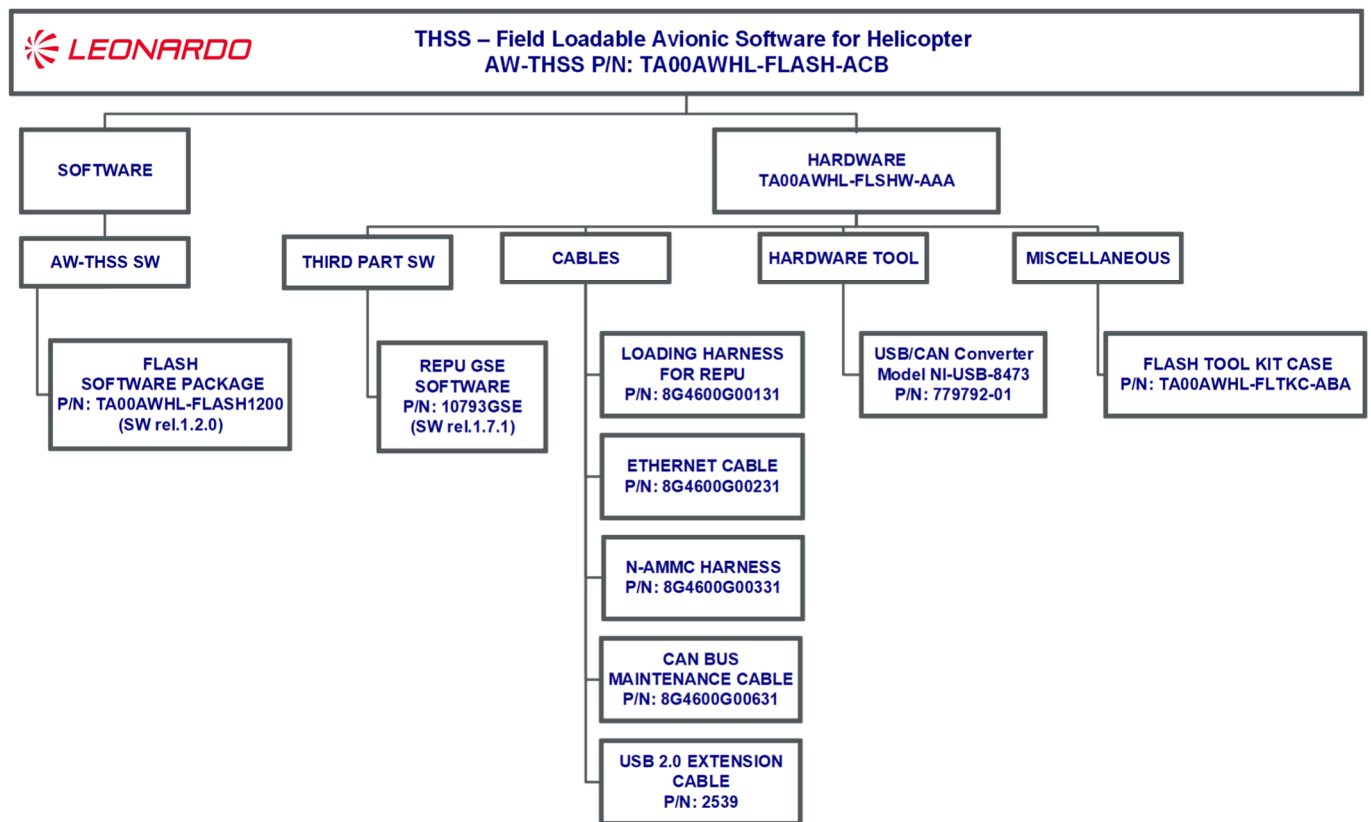 LEONARDO
THSS – Field Loadable Avionic Software for Helicopter
AW-THSS P/N: TA00AWHL-FLASH-ACB
SOFTWARE
HARDWARE
TA00AWHL-FLSHW-AAA
AW-THSS SW
THIRD PART SW
CABLES
HARDWARE TOOL
MISCELLANEOUS
FLASH
SOFTWARE PACKAGE
P/N: TA00AWHL-FLASH1200
(SW rel.1.2.0)
REPU GSE
SOFTWARE
P/N: 10793GSE
(SW rel.1.7.1)
LOADING HARNESS
FOR REPU
P/N: 8G4600G00131
USB/CAN Converter
Model NI-USB-8473
P/N: 779792-01
FLASH TOOL KIT CASE
P/N: TA00AWHL-FLTKC-ABA
ETHERNET CABLE
P/N: 8G4600G00231
N-AMMC HARNESS
P/N: 8G4600G00331
CAN BUS
MAINTENANCE CABLE
P/N: 8G4600G00631
USB 2.0 EXTENSION
CABLE
P/N: 2539